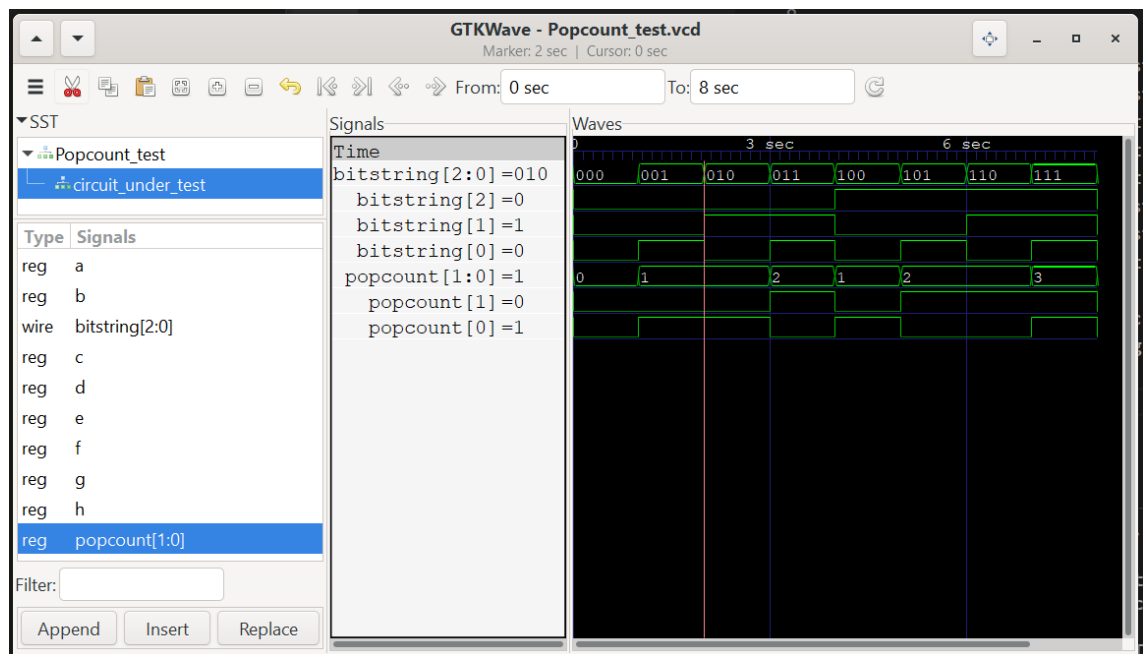 GTKWave - Popcount_test.vcd
Marker: 2 sec | Cursor: 0 sec
From: 0 sec To: 8 sec
SST
Popcount_test
circuit_under_test
Type Signals
reg a
reg b
wire bitstring[2:0]
reg c
reg d
reg e
reg f
reg g
reg h
reg popcount[1:0]
Filter:
Append Insert Replace
Signals
Time
bitstring[2:0]=010
bitstring[2]=0
bitstring[1]=1
bitstring[0]=0
popcount[1:0]=1
popcount[1]=0
popcount[0]=1
Waves
0 3 sec 6 sec
000 001 010 011 100 101 110 111
0 1 2 1 2 3